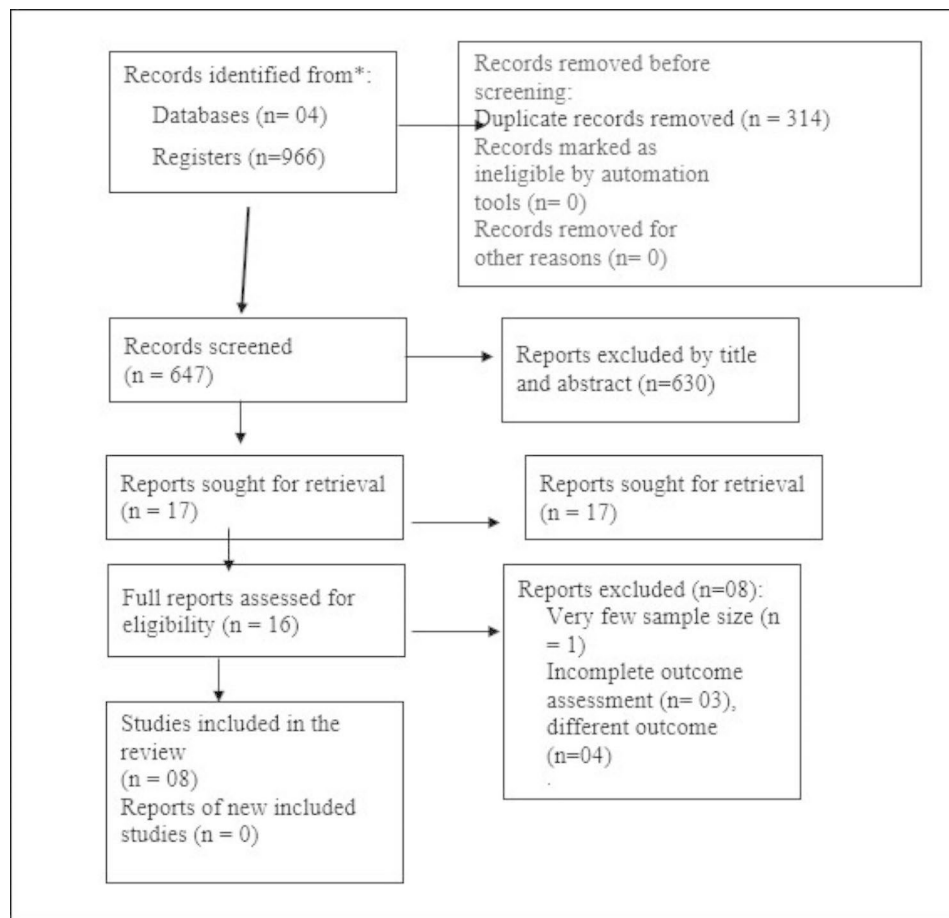 Records identified from*:
Databases (n= 04)
Registers (n=966)
Records removed before
screening:
Duplicate records removed (n = 314)
Records marked as
ineligible by automation
tools (n= 0)
Records removed for
other reasons (n= 0)
Records screened
(n = 647)
Reports excluded by title
and abstract (n=630)
Reports sought for retrieval
(n = 17)
Reports sought for retrieval
(n = 17)
Full reports assessed for
eligibility (n = 16)
Reports excluded (n=08):
Very few sample size (n
= 1)
Incomplete outcome
assessment (n= 03),
different outcome
(n=04)
.
Studies included in the
review
(n = 08)
Reports of new included
studies (n = 0)